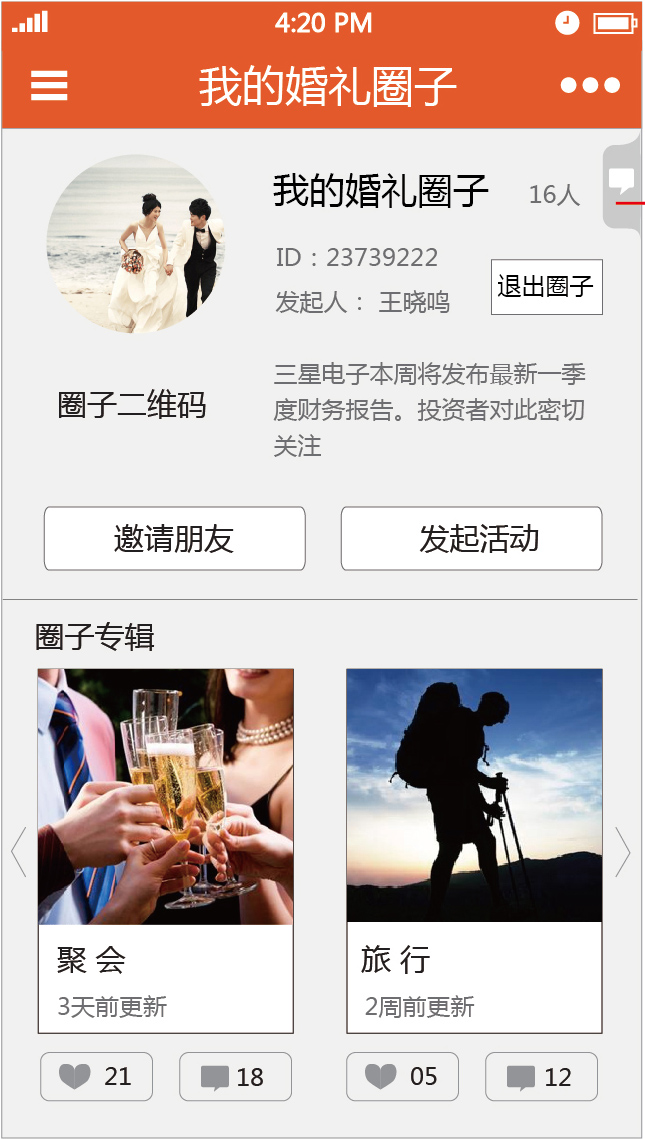 4:20 PM
我的婚礼圈子
我的婚礼圈子 16人
ID：23739222
发起人： 王晓鸣
退出圈子
圈子二维码
三星电子本周将发布最新一季
度财务报告。投资者对此密切
关注
邀请朋友
发起活动
圈子专辑
聚 会
3天前更新
旅 行
2周前更新
21
18
05
12